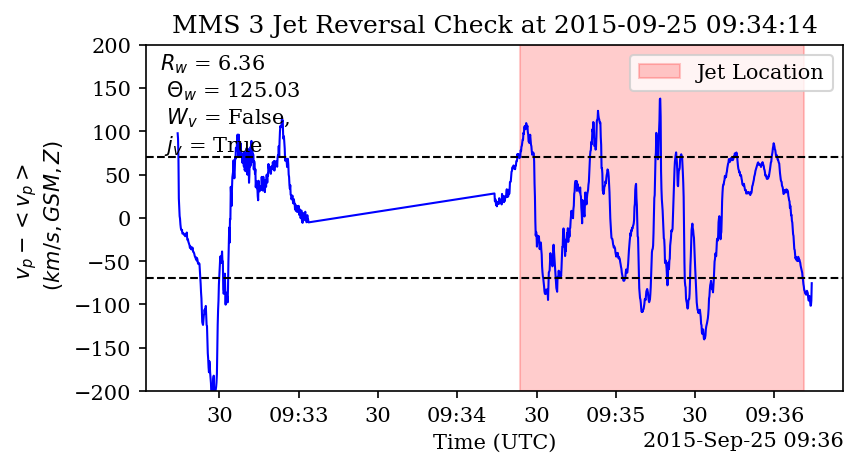 MMS 3 Jet Reversal Check at 2015-09-25 09:34:14
R_w = 6.36
Θ_w = 125.03
W_v = False,
j_v = True
Jet Location
v_p − < v_p >
(km/s, GSM, Z)
200
150
100
50
0
−50
−100
−150
−200
30 09:33 30 09:34 30 09:35 30 09:36
Time (UTC)
2015-Sep-25 09:36